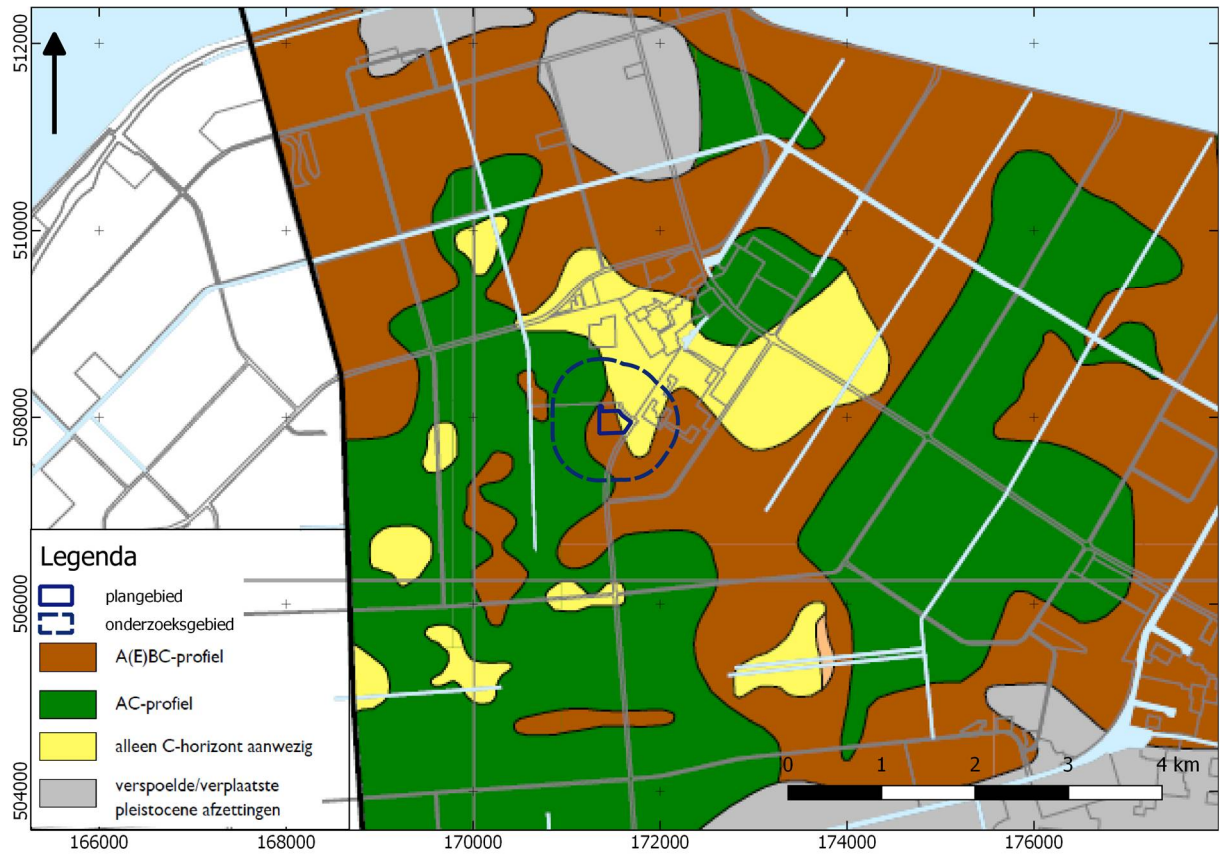 512000
510000
508000
506000
504000
Legenda
plangebied
onderzoeksgebied
A(E)BC-profiel
AC-profiel
alleen C-horizont aanwezig
verspoelde/verplaatste
pleistocene afzettingen
0 1 2 3 4 km
166000 168000 170000 172000 174000 176000